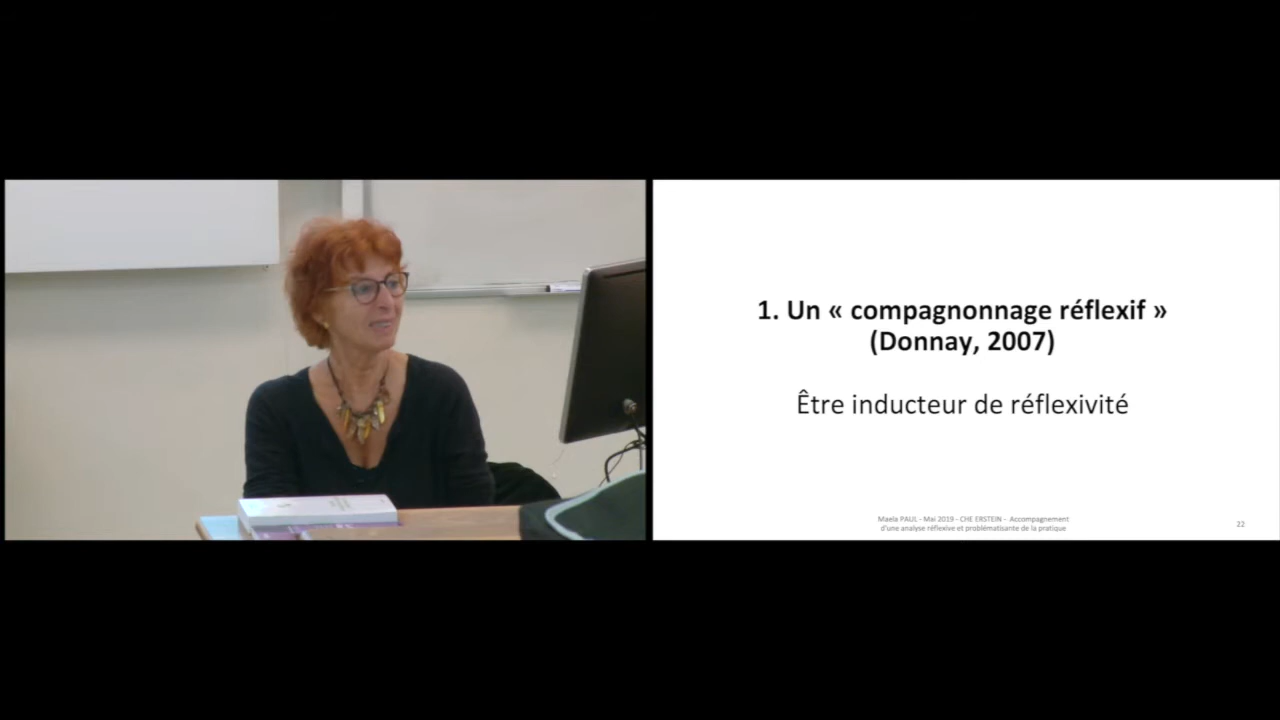 1. Un « compagnonnage réflexif »
(Donnay, 2007)
Être inducteur de réflexivité
Maela PAUL - Mai 2019 - CHE ERSTEIN - Accompagnement
d'une analyse réflexive et problématisante de la pratique
22